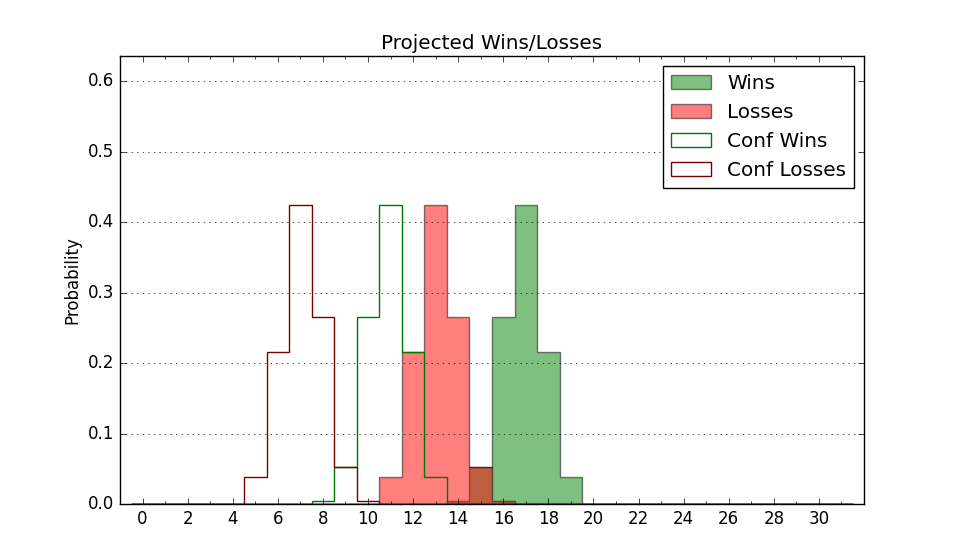 Projected Wins/Losses
Wins
Losses
Conf Wins
Conf Losses
Probability
0.6
0.5
0.4
0.3
0.2
0.1
0.0
0 2 4 6 8 10 12 14 16 18 20 22 24 26 28 30